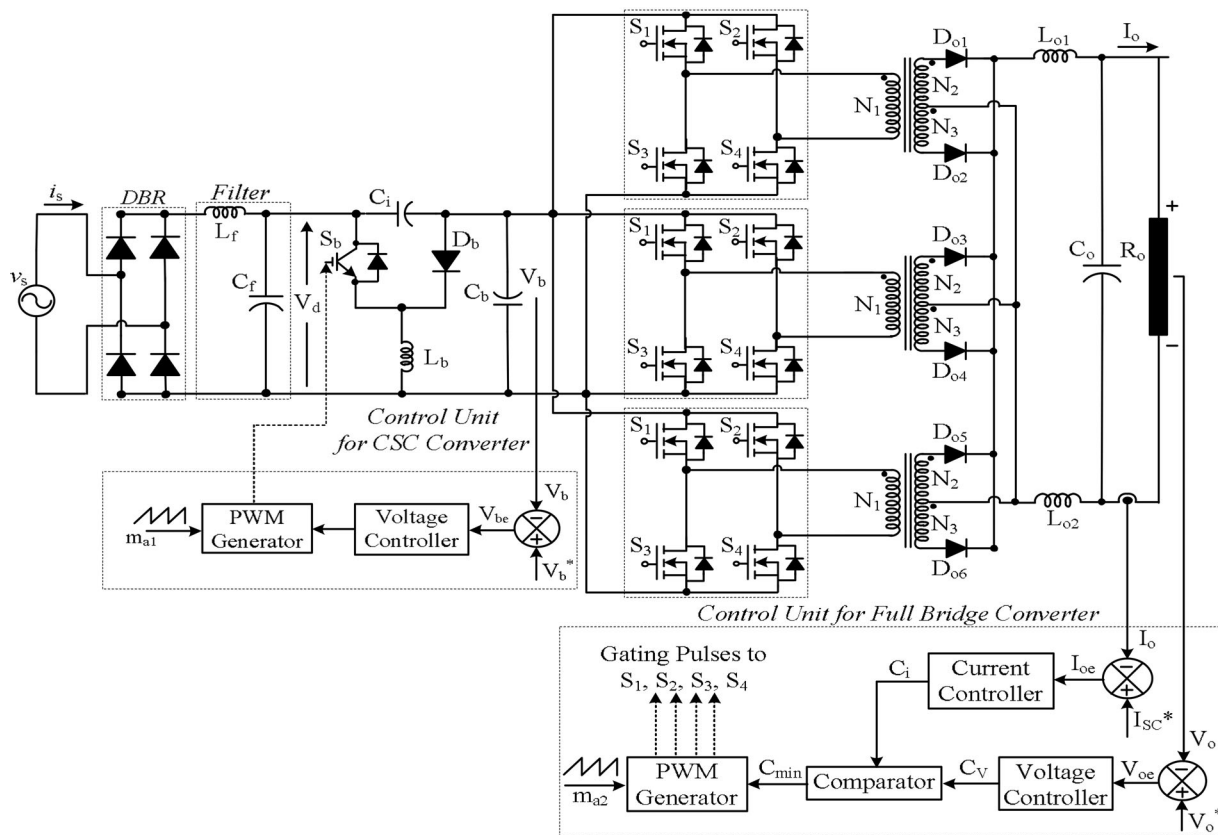 S1
S2
Do1
Lo1
Io
N1
N2
N3
S3
S4
Do2
is
DBR
Filter
Lf
Ci
Sb
Db
vs
Cf
Vd
Cb
Vb
Lb
S1
S2
Do3
N1
N2
N3
S3
S4
Do4
Co
Ro
+
−
Control Unit
for CSC Converter
S1
S2
Do5
N1
N2
N3
S3
S4
Do6
Lo2
ma1
PWM
Generator
Voltage
Controller
Vbe
Vb
−
+
Vb*
Control Unit for Full Bridge Converter
Gating Pulses to
S1, S2, S3, S4
Ci
Current
Controller
Ioe
Io
−
+
ISC*
ma2
PWM
Generator
Cmin
Comparator
CV
Voltage
Controller
Voe
Vo
−
+
Vo*